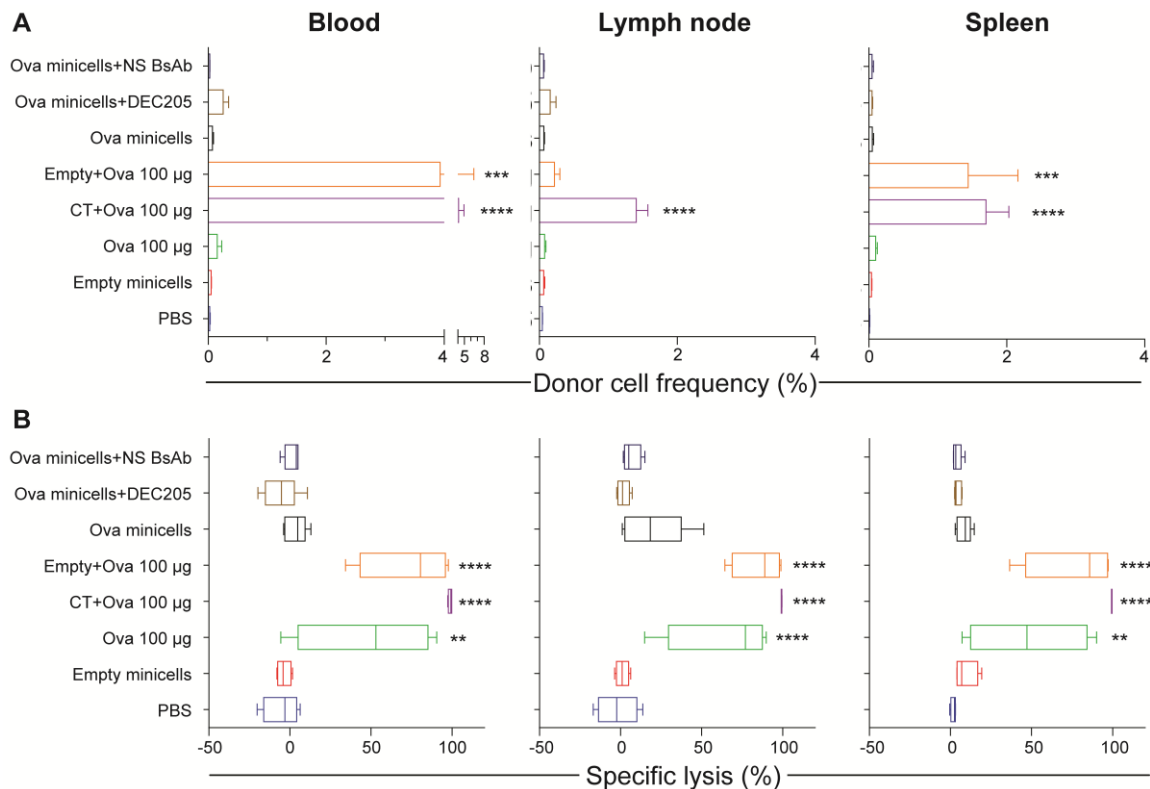 A
Blood
Lymph node
Spleen
Ova minicells+NS BsAb
Ova minicells+DEC205
Ova minicells
Empty+Ova 100 µg
CT+Ova 100 µg
Ova 100 µg
Empty minicells
PBS
*** 
****
****
***
****
0 2 4 5 8
0 2 4
0 2 4
Donor cell frequency (%)
B
Ova minicells+NS BsAb
Ova minicells+DEC205
Ova minicells
Empty+Ova 100 µg
CT+Ova 100 µg
Ova 100 µg
Empty minicells
PBS
****
****
**
****
****
****
****
****
**
-50 0 50 100
-50 0 50 100
-50 0 50 100
Specific lysis (%)